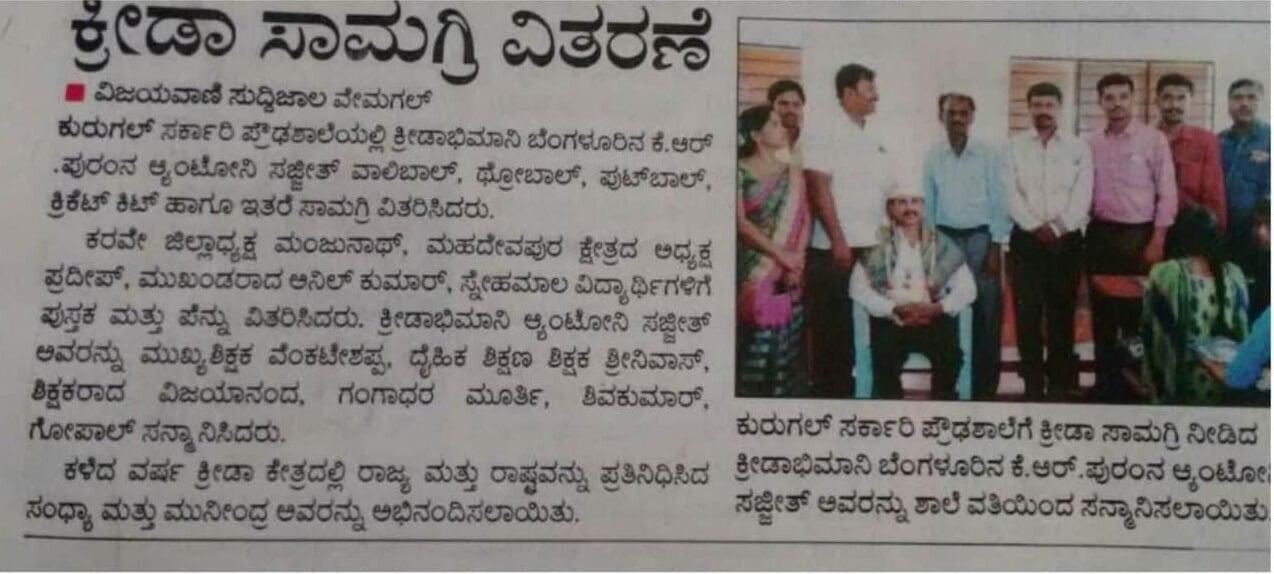 ಕ್ರೀಡಾ ಸಾಮಗ್ರಿ ವಿತರಣೆ
■ ವಿಜಯವಾಣಿ ಸುದ್ದಿಜಾಲ ವೇಮಗಲ್
ಕುರುಗಲ್ ಸರ್ಕಾರಿ ಪ್ರೌಢಶಾಲೆಯಲ್ಲಿ ಕ್ರೀಡಾಭಿಮಾನಿ ಬೆಂಗಳೂರಿನ ಕೆ.ಆರ್
.ಪುರಂನ ಆ್ಯಂಟೋನಿ ಸಜ್ಜೀತ್ ವಾಲಿಬಾಲ್, ಥ್ರೋಬಾಲ್, ಪುಟ್‌ಬಾಲ್,
ಕ್ರಿಕೆಟ್ ಕಿಟ್ ಹಾಗೂ ಇತರೆ ಸಾಮಗ್ರಿ ವಿತರಿಸಿದರು.
ಕರವೇ ಜಿಲ್ಲಾಧ್ಯಕ್ಷ ಮಂಜುನಾಥ್, ಮಹದೇವಪುರ ಕ್ಷೇತ್ರದ ಅಧ್ಯಕ್ಷ
ಪ್ರದೀಪ್, ಮುಖಂಡರಾದ ಅನಿಲ್ ಕುಮಾರ್, ಸ್ನೇಹಮಾಲ ವಿದ್ಯಾರ್ಥಿಗಳಿಗೆ
ಪುಸ್ತಕ ಮತ್ತು ಪೆನ್ನು ವಿತರಿಸಿದರು. ಕ್ರೀಡಾಭಿಮಾನಿ ಆ್ಯಂಟೋನಿ ಸಜ್ಜೀತ್
ಅವರನ್ನು ಮುಖ್ಯಶಿಕ್ಷಕ ವೆಂಕಟೇಶಪ್ಪ, ದೈಹಿಕ ಶಿಕ್ಷಣ ಶಿಕ್ಷಕ ಶ್ರೀನಿವಾಸ್,
ಶಿಕ್ಷಕರಾದ ವಿಜಯಾನಂದ, ಗಂಗಾಧರ ಮೂರ್ತಿ, ಶಿವಕುಮಾರ್,
ಗೋಪಾಲ್ ಸನ್ಮಾನಿಸಿದರು.
ಕಳೆದ ವರ್ಷ ಕ್ರೀಡಾ ಕೇತ್ರದಲ್ಲಿ ರಾಜ್ಯ ಮತ್ತು ರಾಷ್ಟ್ರವನ್ನು ಪ್ರತಿನಿಧಿಸಿದ
ಸಂಧ್ಯಾ ಮತ್ತು ಮುನೀಂದ್ರ ಅವರನ್ನು ಅಭಿನಂದಿಸಲಾಯಿತು.
ಕುರುಗಲ್ ಸರ್ಕಾರಿ ಪ್ರೌಢಶಾಲೆಗೆ ಕ್ರೀಡಾ ಸಾಮಗ್ರಿ ನೀಡಿದ
ಕ್ರೀಡಾಭಿಮಾನಿ ಬೆಂಗಳೂರಿನ ಕೆ.ಆರ್.ಪುರಂನ
ಸಜ್ಜೀತ್ ಅವರನ್ನು ಶಾಲೆ ವತಿಯಿಂದ ಸನ್ಮಾನಿಸಲಾಯಿತು